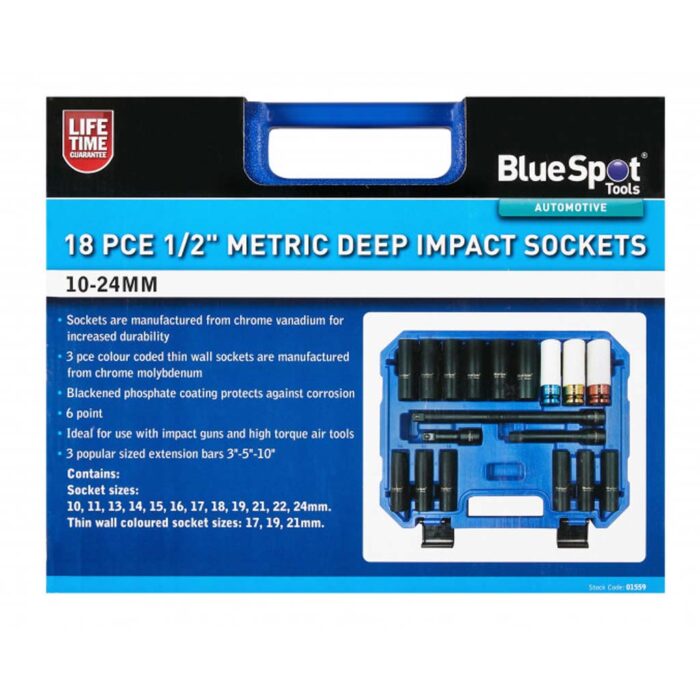 LIFE
TIME
GUARANTEE
BlueSpot®
Tools
AUTOMOTIVE
18 PCE 1/2" METRIC DEEP IMPACT SOCKETS
10-24MM
• Sockets are manufactured from chrome vanadium for
increased durability
• 3 pce colour coded thin wall sockets are manufactured
from chrome molybdenum
• Blackened phosphate coating protects against corrosion
• 6 point
• Ideal for use with impact guns and high torque air tools
• 3 popular sized extension bars 3"-5"-10"
Contains:
Socket sizes:
10, 11, 13, 14, 15, 16, 17, 18, 19, 21, 22, 24mm.
Thin wall coloured socket sizes: 17, 19, 21mm.
Stock Code: 01559